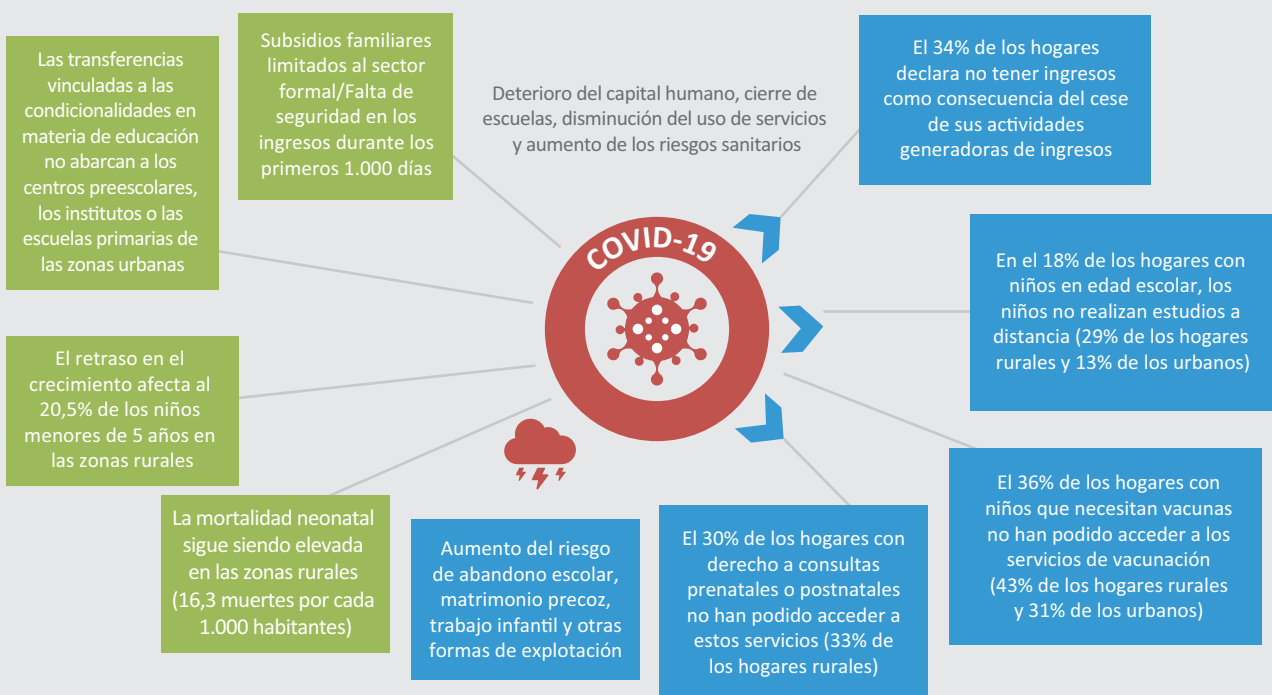 Las transferencias
vinculadas a las
condicionalidades en
materia de educación
no abarcan a los
centros preescolares,
los institutos o las
escuelas primarias de
las zonas urbanas
Subsidios familiares
limitados al sector
formal/Falta de
seguridad en los
ingresos durante los
primeros 1.000 días
Deterioro del capital humano, cierre de
escuelas, disminución del uso de servicios
y aumento de los riesgos sanitarios
El 34% de los hogares
declara no tener ingresos
como consecuencia del cese
de sus actividades
generadoras de ingresos
COVID-19
En el 18% de los hogares con
niños en edad escolar, los
niños no realizan estudios a
distancia (29% de los hogares
rurales y 13% de los urbanos)
El retraso en el
crecimiento afecta al
20,5% de los niños
menores de 5 años en
las zonas rurales
La mortalidad neonatal
sigue siendo elevada
en las zonas rurales
(16,3 muertes por cada
1.000 habitantes)
Aumento del riesgo
de abandono escolar,
matrimonio precoz,
trabajo infantil y otras
formas de explotación
El 30% de los hogares con
derecho a consultas
prenatales o postnatales
no han podido acceder a
estos servicios (33% de
los hogares rurales)
El 36% de los hogares con
niños que necesitan vacunas
no han podido acceder a los
servicios de vacunación
(43% de los hogares rurales
y 31% de los urbanos)